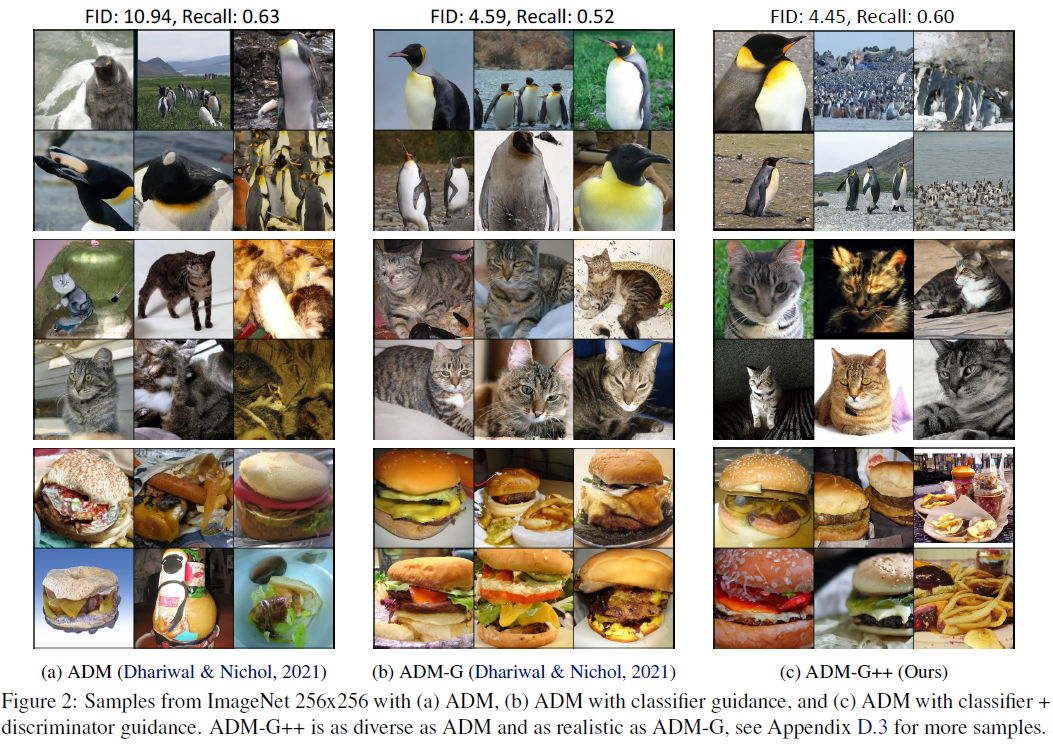 FID: 10.94, Recall: 0.63
FID: 4.59, Recall: 0.52
FID: 4.45, Recall: 0.60
(a) ADM (Dhariwal & Nichol, 2021)
(b) ADM-G (Dhariwal & Nichol, 2021)
(c) ADM-G++ (Ours)
Figure 2: Samples from ImageNet 256x256 with (a) ADM, (b) ADM with classifier guidance, and (c) ADM with classifier +
discriminator guidance. ADM-G++ is as diverse as ADM and as realistic as ADM-G, see Appendix D.3 for more samples.